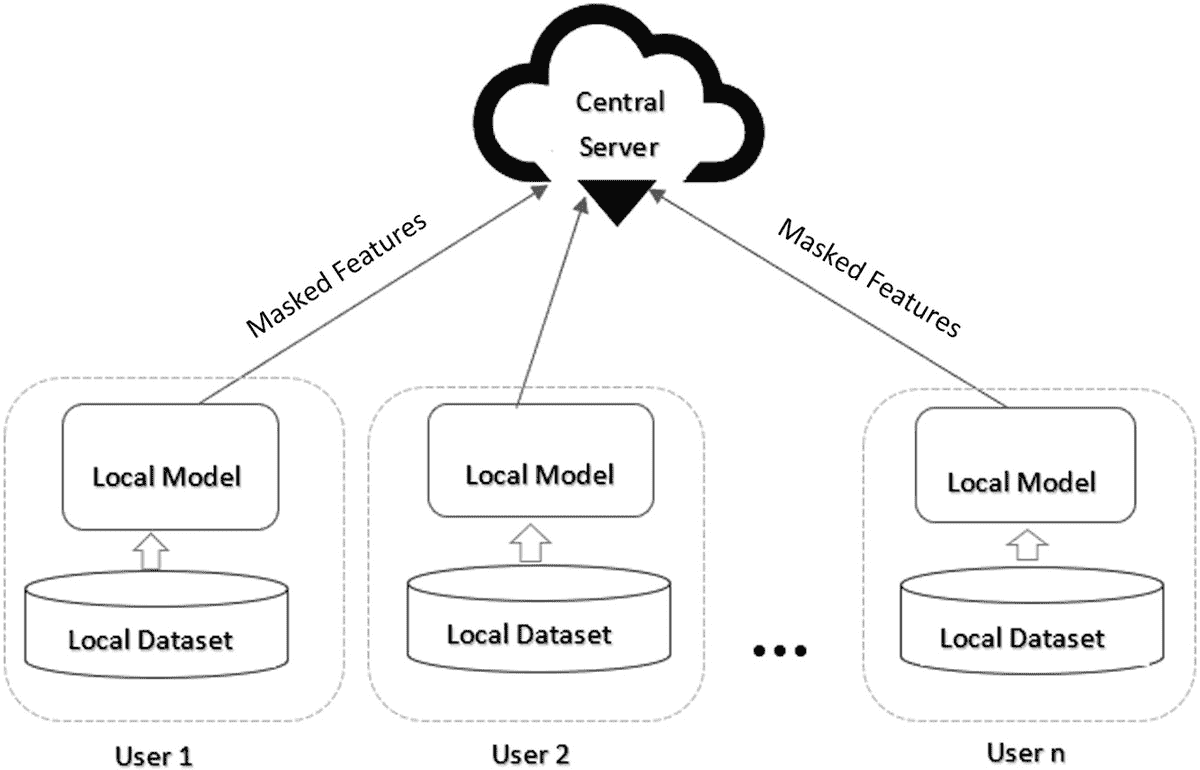 Central
Server
Masked Features
Masked Features
Local Model
Local Model
Local Model
Local Dataset
Local Dataset
...
Local Dataset
User 1
User 2
User n